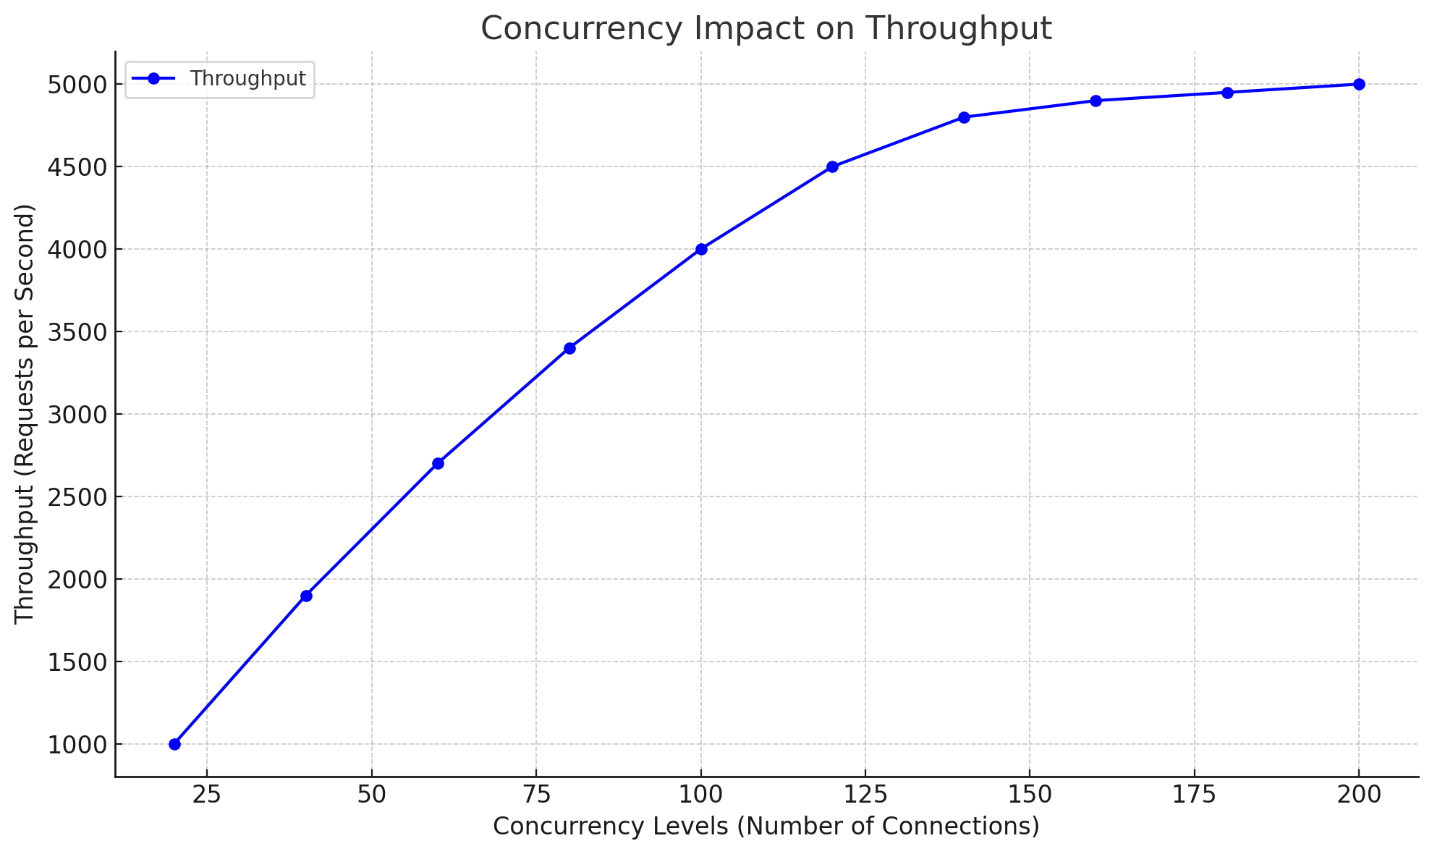 Concurrency Impact on Throughput
Throughput
Throughput (Requests per Second)
5000
4500
4000
3500
3000
2500
2000
1500
1000
25 50 75 100 125 150 175 200
Concurrency Levels (Number of Connections)